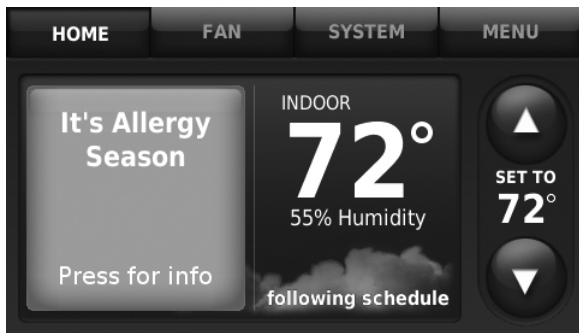 HOME FAN SYSTEM MENU
It's Allergy
Season
Press for info
INDOOR
72°
55% Humidity
following schedule
SET TO
72°